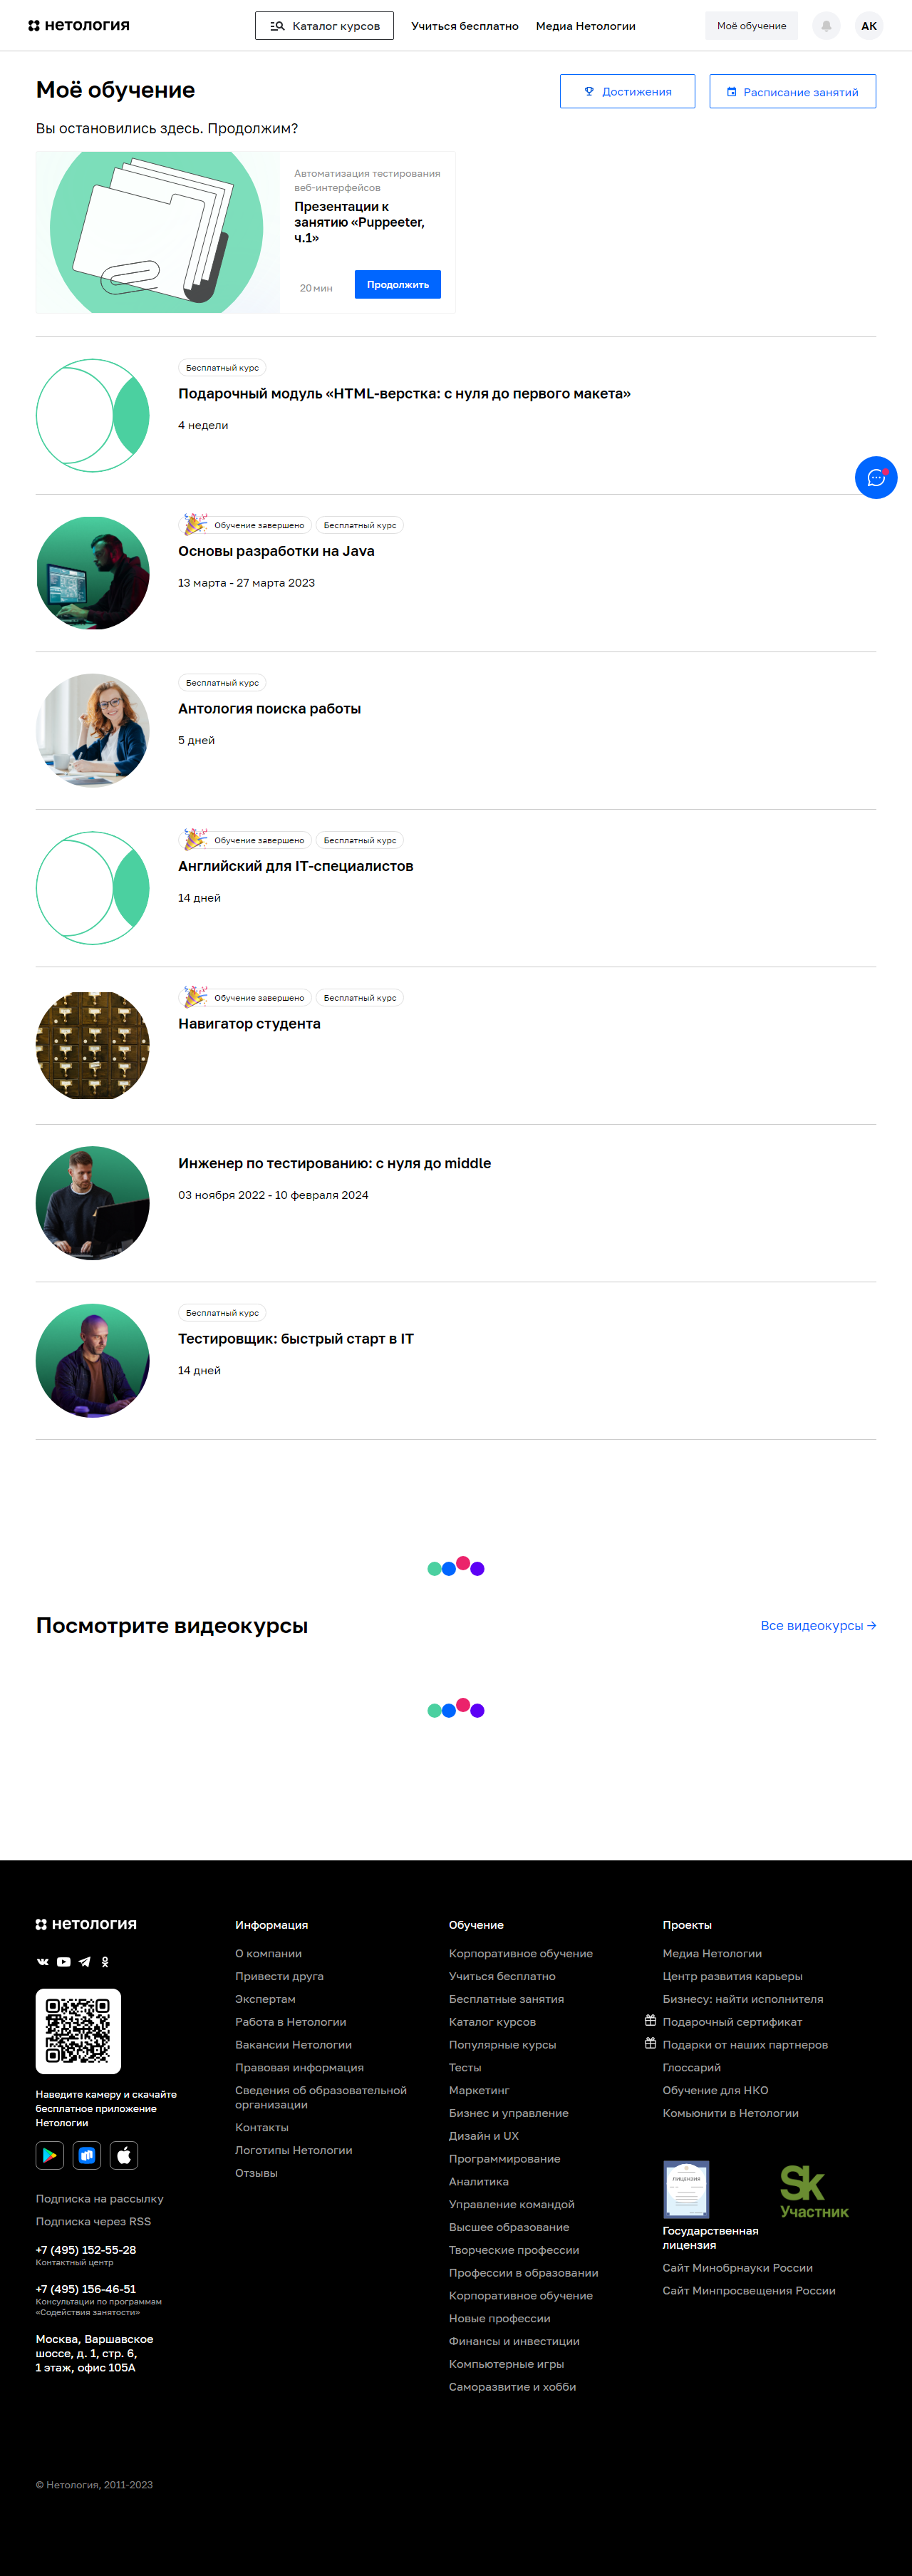 нетология
Каталог курсов
Учиться бесплатно
Медиа Нетологии
Моё обучение
АК
Моё обучение
Достижения
Расписание занятий
Вы остановились здесь. Продолжим?
Автоматизация тестирования
веб-интерфейсов
Презентации к
занятию «Puppeeter,
ч.1»
20 мин
Продолжить
Бесплатный курс
Подарочный модуль «HTML-верстка: с нуля до первого макета»
4 недели
Обучение завершено
Бесплатный курс
Основы разработки на Java
13 марта - 27 марта 2023
Бесплатный курс
Антология поиска работы
5 дней
Обучение завершено
Бесплатный курс
Английский для IT-специалистов
14 дней
Обучение завершено
Бесплатный курс
Навигатор студента
Инженер по тестированию: с нуля до middle
03 ноября 2022 - 10 февраля 2024
Бесплатный курс
Тестировщик: быстрый старт в IT
14 дней
Посмотрите видеокурсы
Все видеокурсы →
нетология
Наведите камеру и скачайте
бесплатное приложение
Нетологии
Подписка на рассылку
Подписка через RSS
+7 (495) 152-55-28
Контактный центр
+7 (495) 156-46-51
Консультации по программам
«Содействия занятости»
Москва, Варшавское
шоссе, д. 1, стр. 6,
1 этаж, офис 105А
Информация
О компании
Привести друга
Экспертам
Работа в Нетологии
Вакансии Нетологии
Правовая информация
Сведения об образовательной
организации
Контакты
Логотипы Нетологии
Отзывы
Обучение
Корпоративное обучение
Учиться бесплатно
Бесплатные занятия
Каталог курсов
Популярные курсы
Тесты
Маркетинг
Бизнес и управление
Дизайн и UX
Программирование
Аналитика
Управление командой
Высшее образование
Творческие профессии
Профессии в образовании
Корпоративное обучение
Новые профессии
Финансы и инвестиции
Компьютерные игры
Саморазвитие и хобби
Проекты
Медиа Нетологии
Центр развития карьеры
Бизнесу: найти исполнителя
Подарочный сертификат
Подарки от наших партнеров
Глоссарий
Обучение для НКО
Комьюнити в Нетологии
ЛИЦЕНЗИЯ
Государственная
лицензия
Sk
Участник
Сайт Минобрнауки России
Сайт Минпросвещения России
© Нетология, 2011-2023